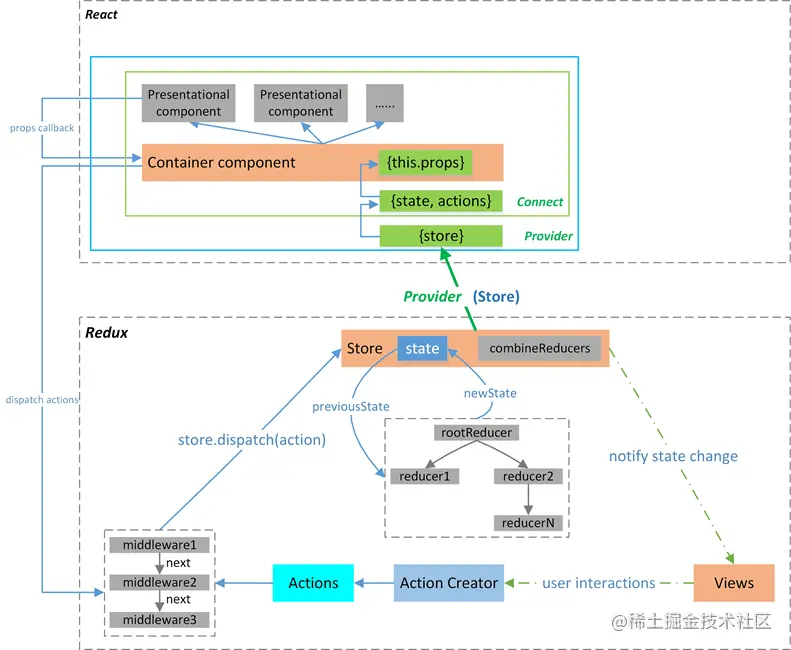 React
Presentational
component
Presentational
component
......
props callback
Container component
{this.props}
{state, actions}
Connect
{store}
Provider
Provider (Store)
Redux
Store
state
combineReducers
dispatch actions
previousState
newState
store.dispatch(action)
rootReducer
notify state change
reducer1
reducer2
reducerN
middleware1
next
middleware2
next
middleware3
Actions
Action Creator
user interactions
Views
@稀土掘金技术社区